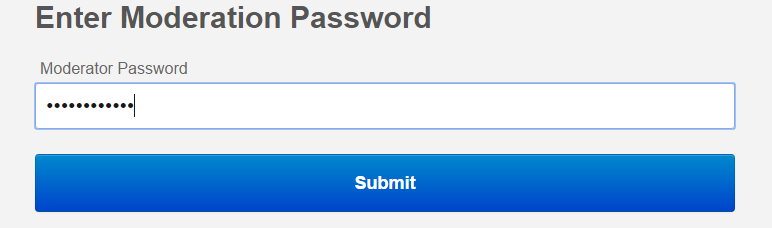 Enter Moderation Password
Moderator Password
••••••••••••
Submit